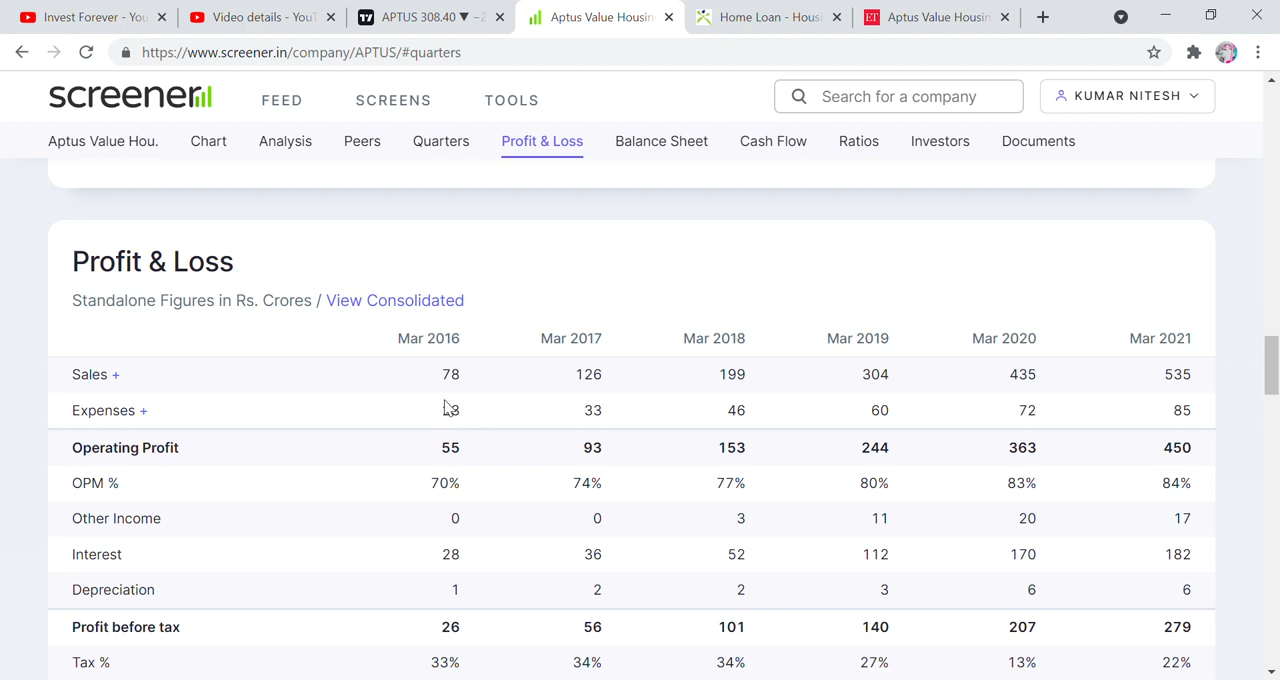 Invest Forever - You
Video details - YouT
APTUS 308.40 ▼ −2
Aptus Value Housin
Home Loan - Housi
ET Aptus Value Housin
https://www.screener.in/company/APTUS/#quarters
screener FEED SCREENS TOOLS Search for a company KUMAR NITESH
Aptus Value Hou. Chart Analysis Peers Quarters Profit & Loss Balance Sheet Cash Flow Ratios Investors Documents
Profit & Loss
Standalone Figures in Rs. Crores / View Consolidated
Mar 2016 Mar 2017 Mar 2018 Mar 2019 Mar 2020 Mar 2021
Sales + 78 126 199 304 435 535
Expenses + 33 46 60 72 85
Operating Profit 55 93 153 244 363 450
OPM % 70% 74% 77% 80% 83% 84%
Other Income 0 0 3 11 20 17
Interest 28 36 52 112 170 182
Depreciation 1 2 2 3 6 6
Profit before tax 26 56 101 140 207 279
Tax % 33% 34% 34% 27% 13% 22%